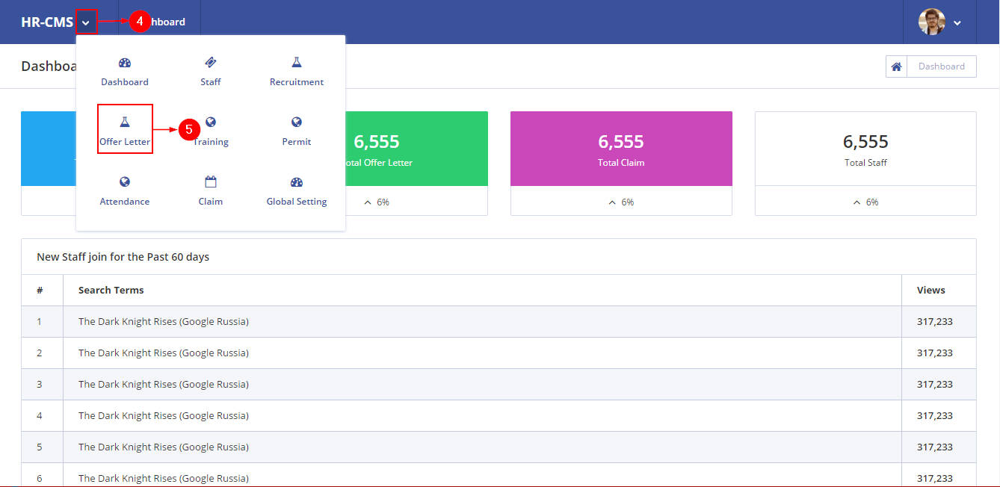 HR-CMS
4
hboard
Dashboa
Dashboard
Dashboard
Staff
Recruitment
Offer Letter
5
Training
Permit
Attendance
Claim
Global Setting
6,555
otal Offer Letter
6%
6,555
Total Claim
6%
6,555
Total Staff
6%
New Staff join for the Past 60 days
# Search Terms Views
1 The Dark Knight Rises (Google Russia) 317,233
2 The Dark Knight Rises (Google Russia) 317,233
3 The Dark Knight Rises (Google Russia) 317,233
4 The Dark Knight Rises (Google Russia) 317,233
5 The Dark Knight Rises (Google Russia) 317,233
6 The Dark Knight Rises (Google Russia) 317,233